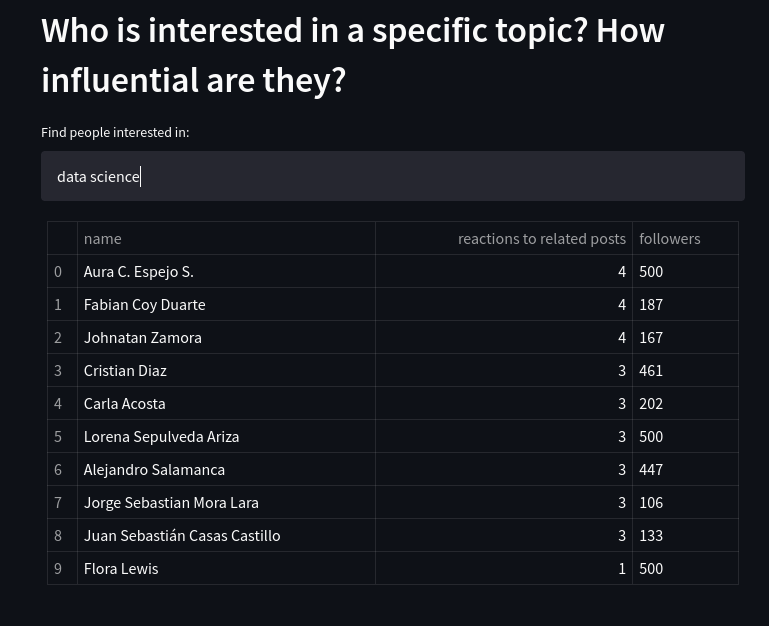 Who is interested in a specific topic? How
influential are they?
Find people interested in:
data science
name reactions to related posts followers
0 Aura C. Espejo S. 4 500
1 Fabian Coy Duarte 4 187
2 Johnatan Zamora 4 167
3 Cristian Diaz 3 461
4 Carla Acosta 3 202
5 Lorena Sepulveda Ariza 3 500
6 Alejandro Salamanca 3 447
7 Jorge Sebastian Mora Lara 3 106
8 Juan Sebastián Casas Castillo 3 133
9 Flora Lewis 1 500